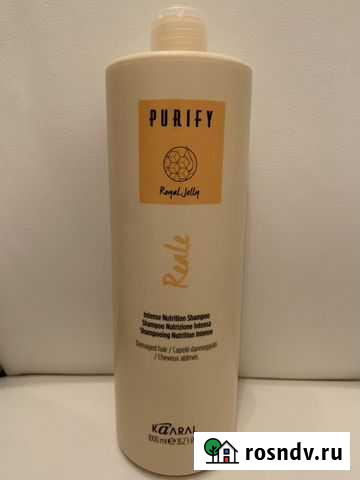 PURIFY
Royal Jelly
Reale
Intense Nutrition Shampoo
Shampoo Nutrizione Intensa
Shampooing Nutrition Intense
Damaged hair / Capelli danneggiati
/ Cheveux abîmés
KAARAL
1000 ml e
rosndv.ru